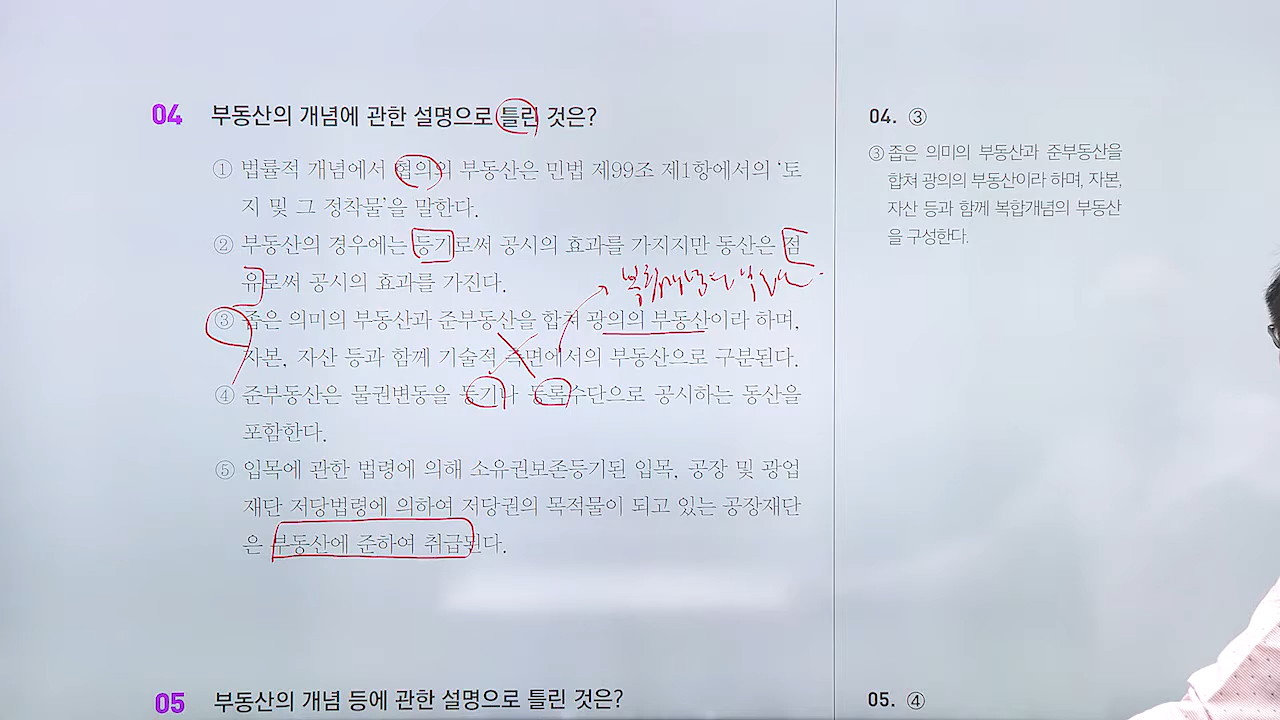 04 부동산의 개념에 관한 설명으로 틀린 것은?
① 법률적 개념에서 협의의 부동산은 민법 제99조 제1항에서의 ‘토
지 및 그 정착물’을 말한다.
② 부동산의 경우에는 등기로써 공시의 효과를 가지지만 동산은 점
유로써 공시의 효과를 가진다.
복합개념의 부동산
③ 좁은 의미의 부동산과 준부동산을 합쳐 광의의 부동산이라 하며,
자본, 자산 등과 함께 기술적 측면에서의 부동산으로 구분된다.
④ 준부동산은 물권변동을 등기나 등록수단으로 공시하는 동산을
포함한다.
⑤ 입목에 관한 법령에 의해 소유권보존등기된 입목, 공장 및 광업
재단 저당법령에 의하여 저당권의 목적물이 되고 있는 공장재단
은 부동산에 준하여 취급된다.
05 부동산의 개념 등에 관한 설명으로 틀린 것은?
04. ③
③ 좁은 의미의 부동산과 준부동산을
합쳐 광의의 부동산이라 하며, 자본,
자산 등과 함께 복합개념의 부동산
을 구성한다.
05. ④